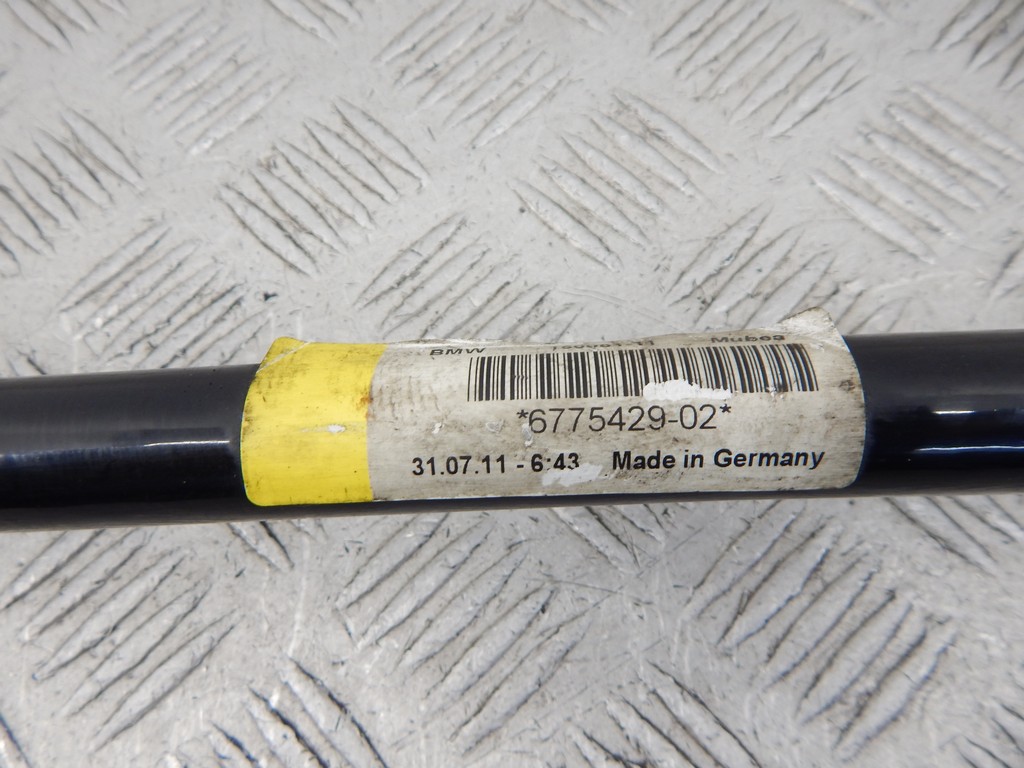 BMW Mubea
*6775429-02*
31.07.11 - 6:43 Made in Germany